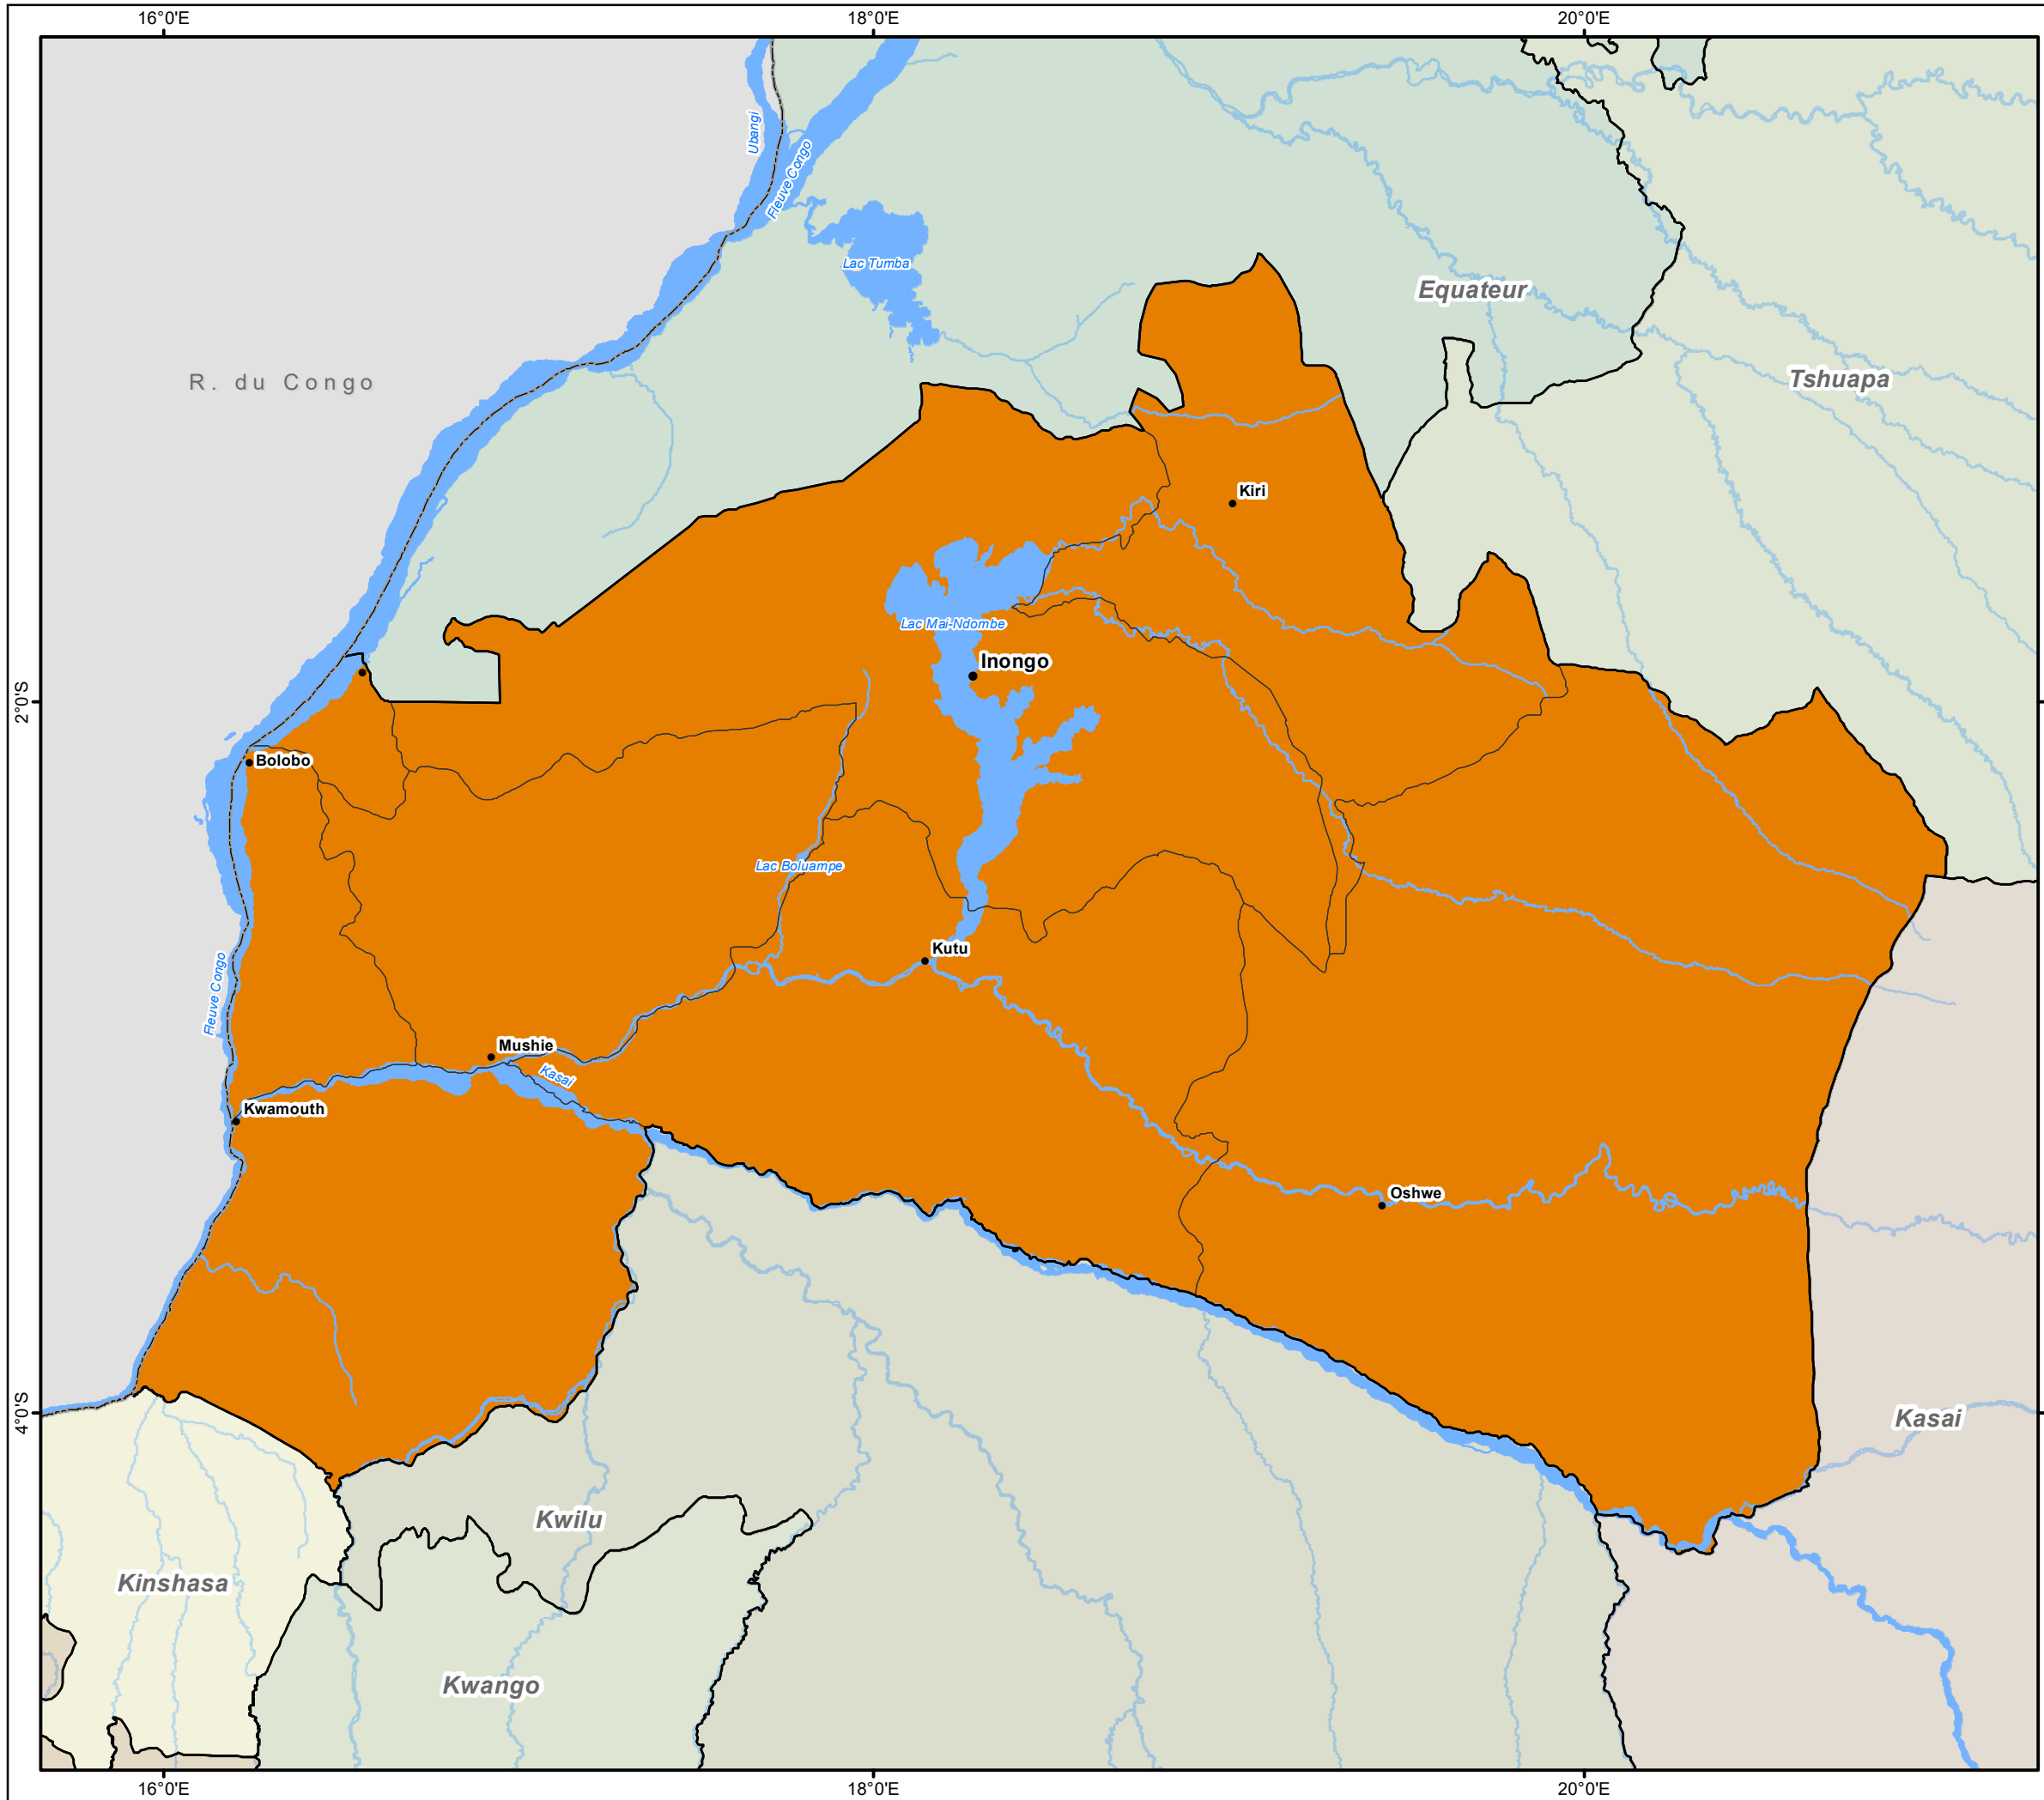 16°0'E
18°0'E
20°0'E
Ubangi
Fleuve Congo
Lac Tumba
Equateur
R. du Congo
Tshuapa
Kiri
Lac Mai-Ndombe
Inongo
2°0'S
Bolobo
Lac Boluampe
Kutu
Fleuve Congo
Mushie
Kasai
Kwamouth
Oshwe
4°0'S
Kasai
Kwilu
Kinshasa
Kwango
16°0'E
18°0'E
20°0'E